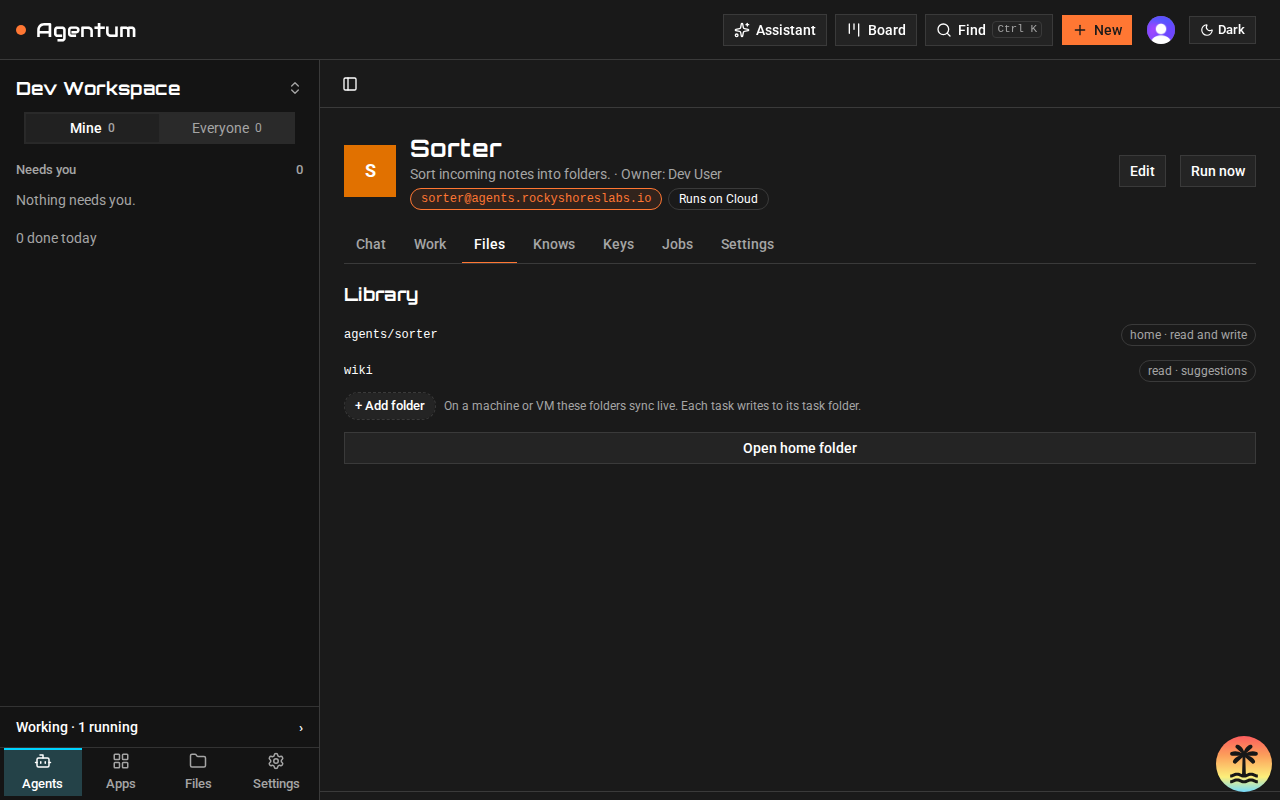 Agentum
Assistant
Board
Find Ctrl K
New
Dark
Dev Workspace
Mine 0
Everyone 0
Needs you 0
Nothing needs you.
0 done today
S
Sorter
Sort incoming notes into folders. · Owner: Dev User
sorter@agents.rockyshoreslabs.io
Runs on Cloud
Edit
Run now
Chat
Work
Files
Knows
Keys
Jobs
Settings
Library
agents/sorter
home · read and write
wiki
read · suggestions
+ Add folder
On a machine or VM these folders sync live. Each task writes to its task folder.
Open home folder
Working · 1 running ›
Agents
Apps
Files
Settings